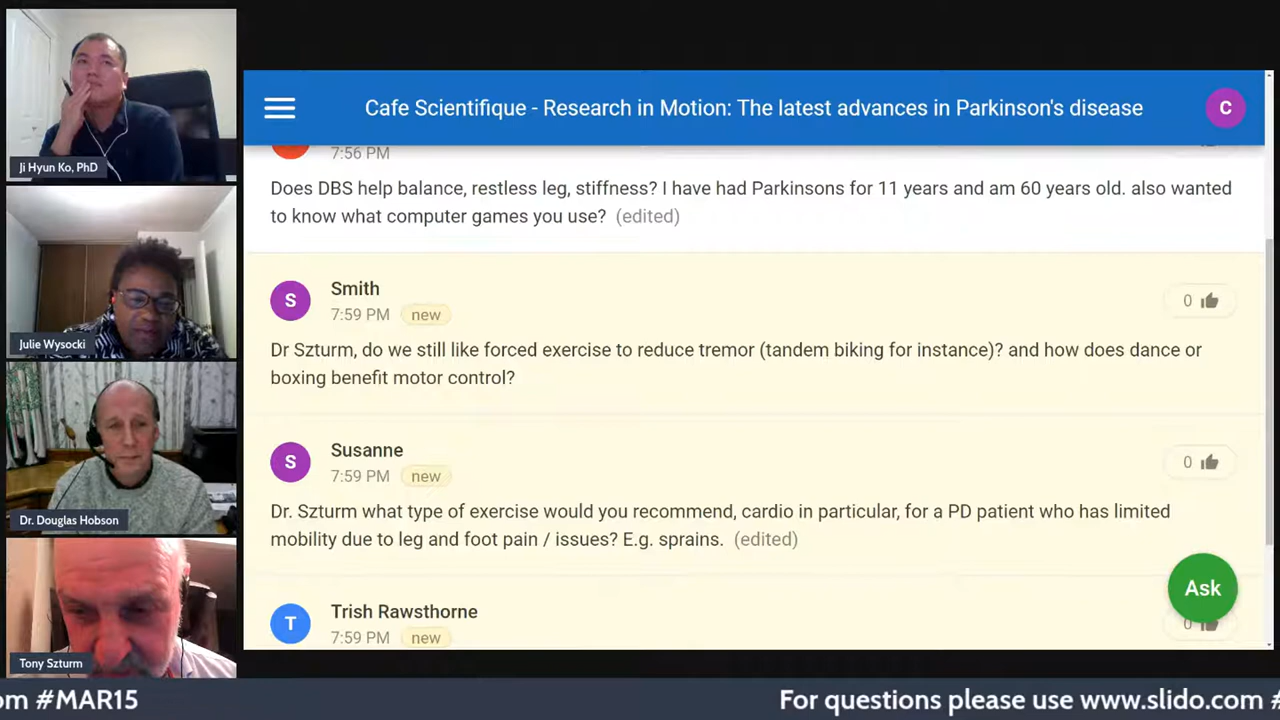 Ji Hyun Ko, PhD
Julie Wysocki
Dr. Douglas Hobson
Tony Szturm
Cafe Scientifique - Research in Motion: The latest advances in Parkinson's disease
C
7:56 PM
Does DBS help balance, restless leg, stiffness? I have had Parkinsons for 11 years and am 60 years old. also wanted
to know what computer games you use? (edited)
S
Smith
7:59 PM new
0
Dr Szturm, do we still like forced exercise to reduce tremor (tandem biking for instance)? and how does dance or
boxing benefit motor control?
S
Susanne
7:59 PM new
0
Dr. Szturm what type of exercise would you recommend, cardio in particular, for a PD patient who has limited
mobility due to leg and foot pain / issues? E.g. sprains. (edited)
Ask
T
Trish Rawsthorne
7:59 PM new
0
om #MAR15
For questions please use www.slido.com #